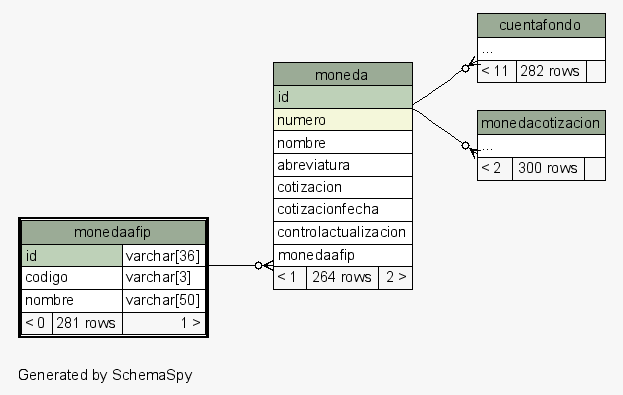 cuentafondo
...
< 11 282 rows
moneda
id
numero
nombre
abreviatura
cotizacion
cotizacionfecha
controlactualizacion
monedaafip
< 1 264 rows 2 >
monedacotizacion
...
< 2 300 rows
monedaafip
id varchar[36]
codigo varchar[3]
nombre varchar[50]
< 0 281 rows 1 >
Generated by SchemaSpy